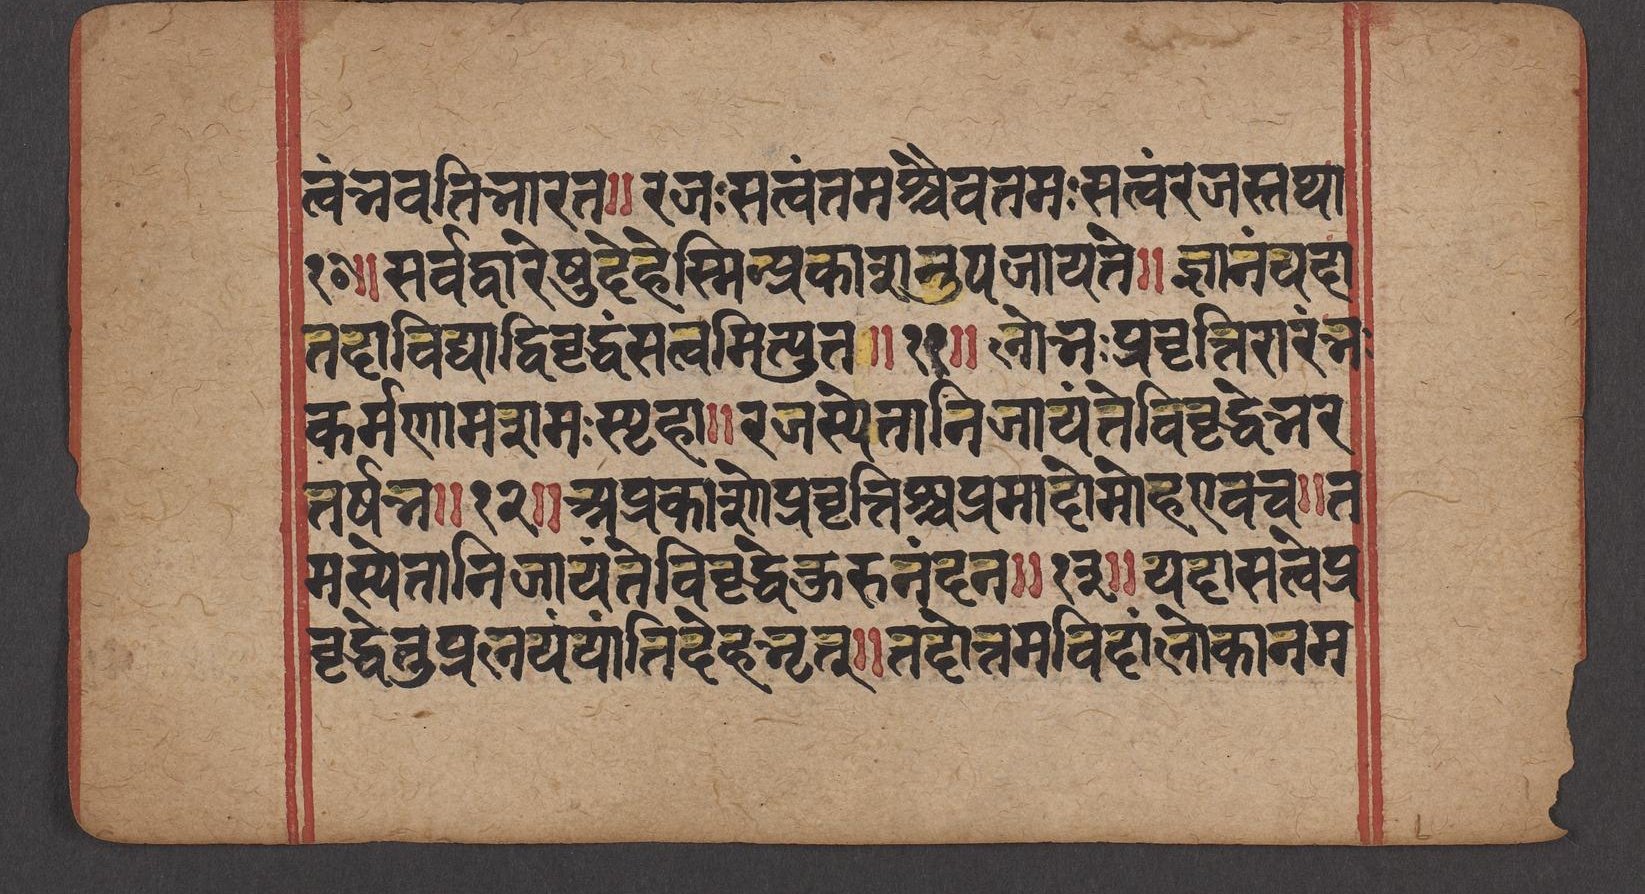 त्वंभवतिभारत॥रजःसत्वंतमश्चैवतमःसत्वंरजस्तथा
१०॥सर्वद्वारेषुदेहेस्मिन्प्रकाशउपजायते॥ज्ञानंयदा
तदाविद्याद्विवृद्धंसत्वमित्युत॥११॥लोभःप्रवृत्तिरारंभः
कर्मणामशमःस्पृहा॥रजस्येतानिजायंतेविवृद्धेभर
तर्षभ॥१२॥अप्रकाशोप्रवृत्तिश्चप्रमादोमोहएवच॥त
मस्येतानिजायंतेविवृद्धेकुरुनंदन॥१३॥यदासत्वेप्र
वृद्धेतुप्रलयंयांतिदेहभृत्॥तदोत्तमविदांलोकानम